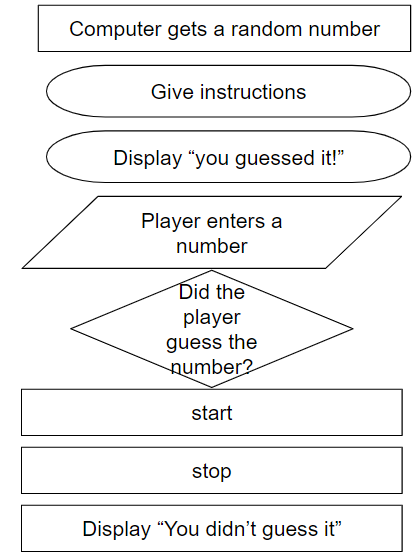 Computer gets a random number
Give instructions
Display “you guessed it!”
Player enters a
number
Did the
player
guess the
number?
start
stop
Display “You didn’t guess it”